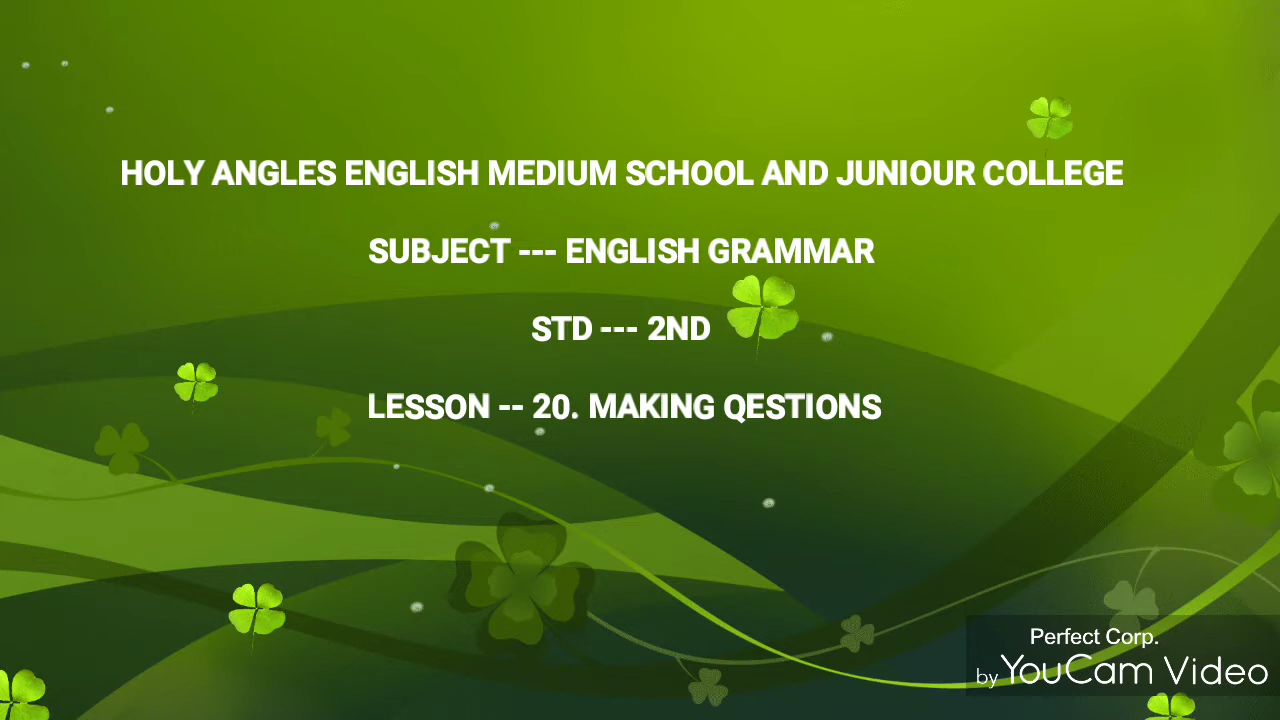 HOLY ANGLES ENGLISH MEDIUM SCHOOL AND JUNIOUR COLLEGE
SUBJECT --- ENGLISH GRAMMAR
STD --- 2ND
LESSON -- 20. MAKING QESTIONS
Perfect Corp.
by YouCam Video